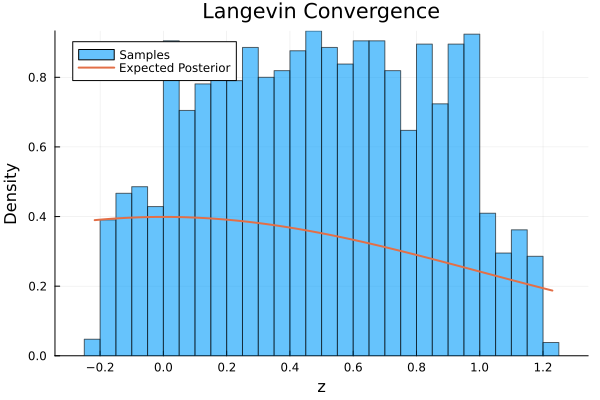 Langevin Convergence
Samples
Expected Posterior
Density
0.8
0.6
0.4
0.2
0.0
−0.2
0.0
0.2
0.4
0.6
0.8
1.0
1.2
z